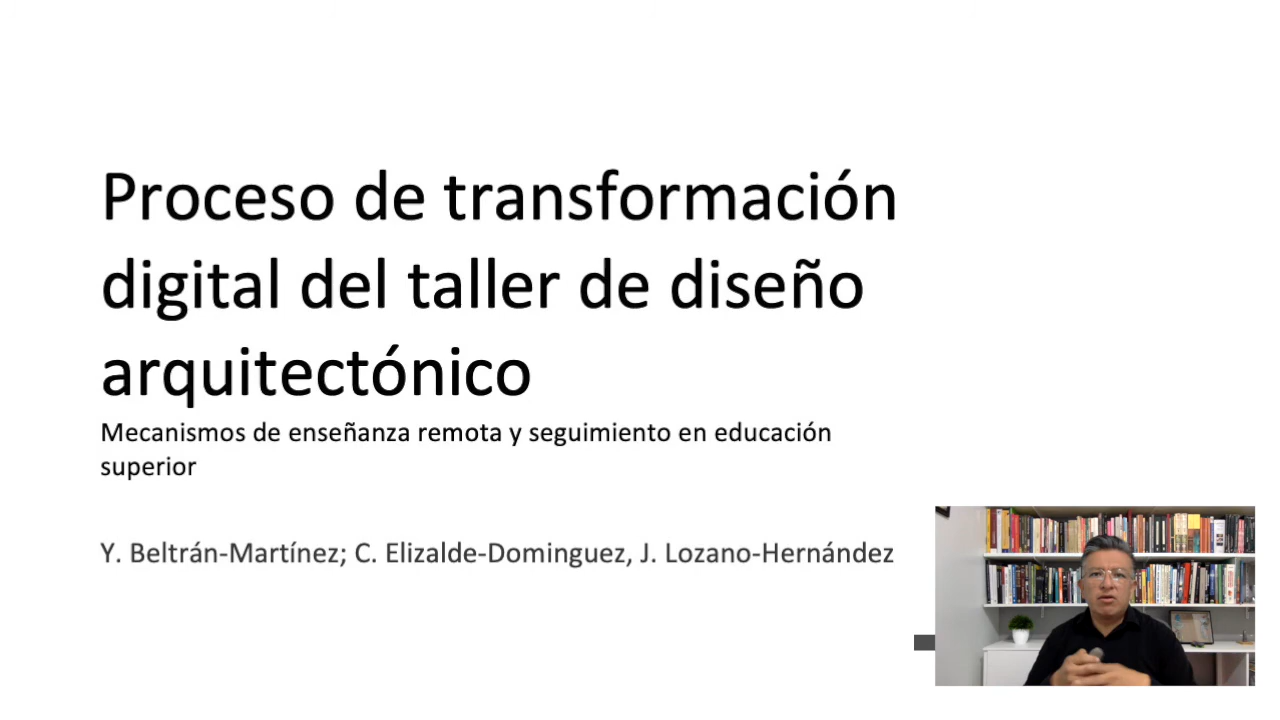 Proceso de transformación
digital del taller de diseño
arquitectónico
Mecanismos de enseñanza remota y seguimiento en educación
superior
Y. Beltrán-Martínez; C. Elizalde-Dominguez, J. Lozano-Hernández